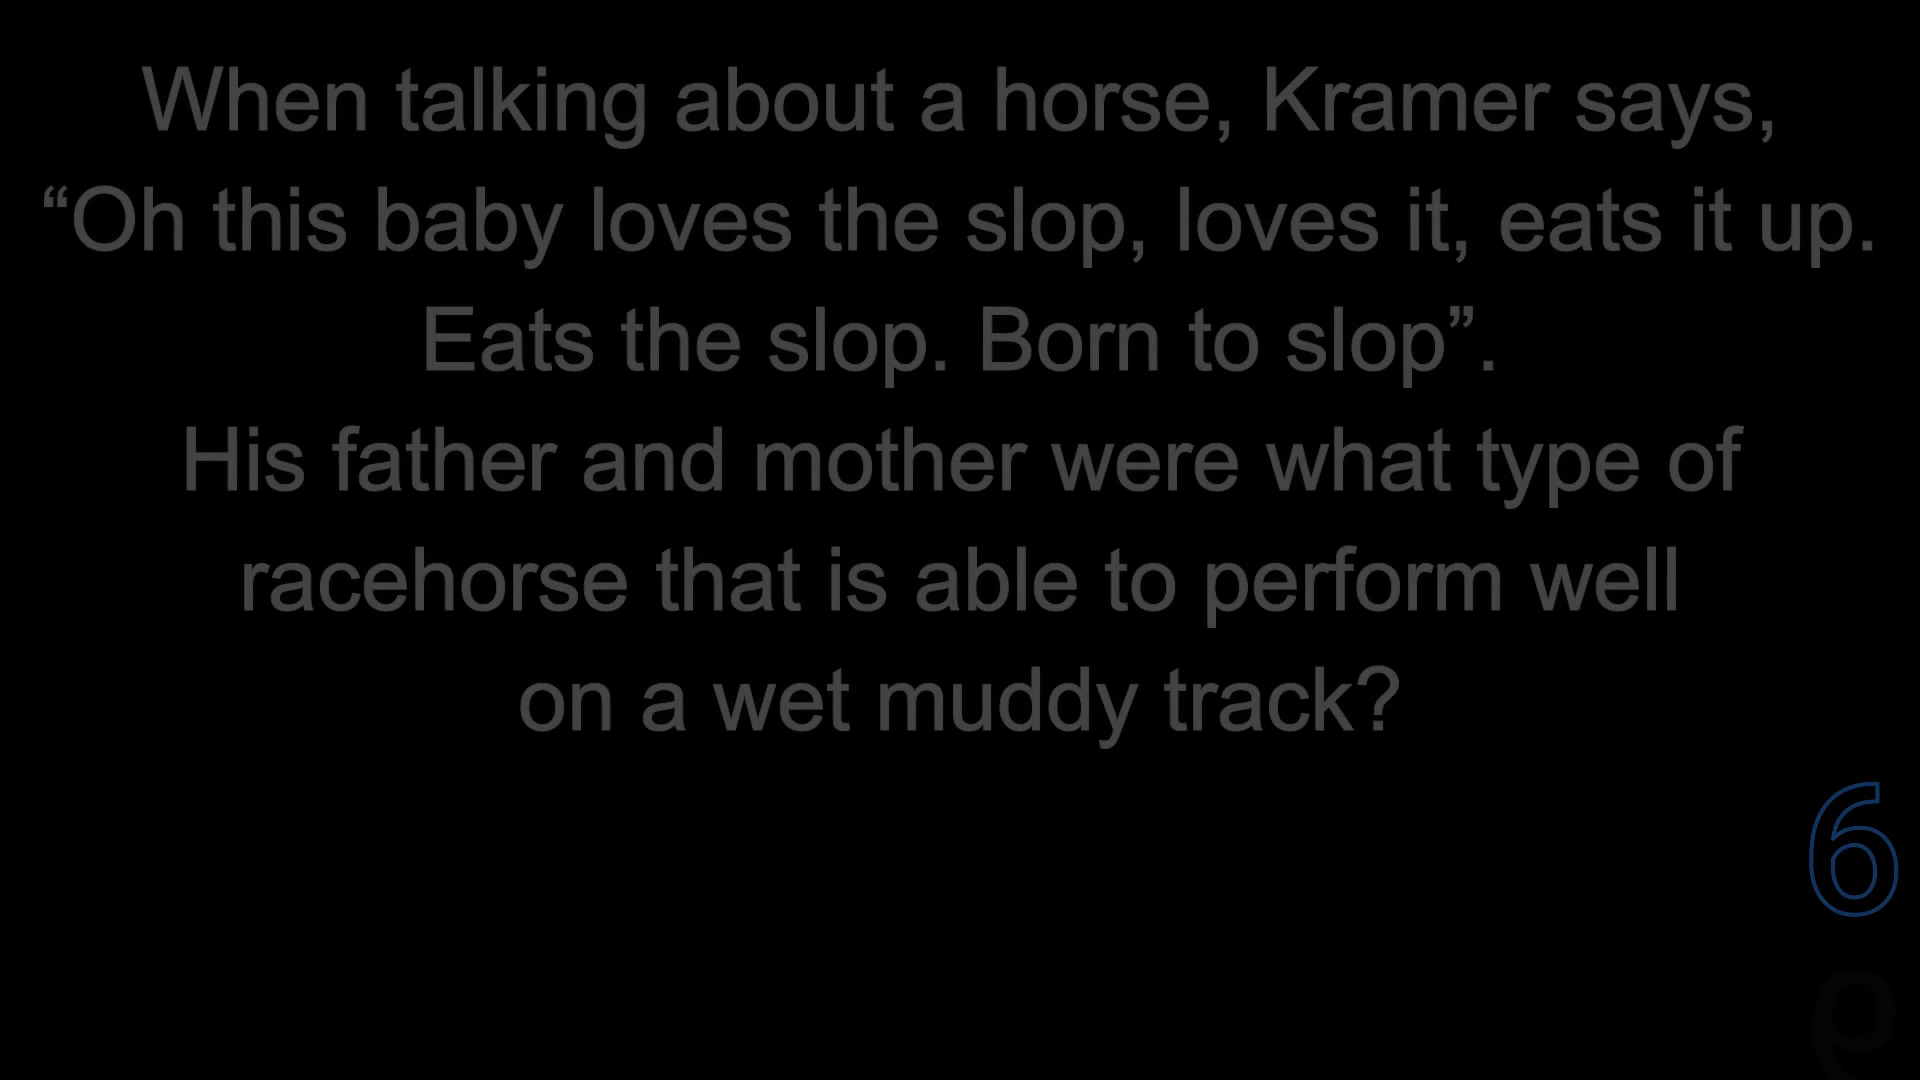 When talking about a horse, Kramer says,
“Oh this baby loves the slop, loves it, eats it up.
Eats the slop. Born to slop”.
His father and mother were what type of
racehorse that is able to perform well
on a wet muddy track?
6